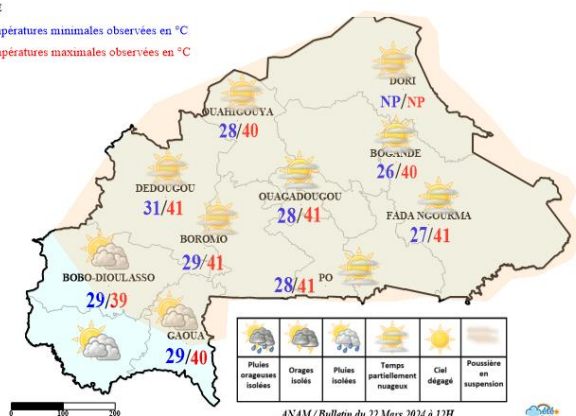 pératures minimales observées en °C
pératures maximales observées en °C
DORI
NP/NP
OUAHIGOUYA
28/40
BOGANDE
26/40
DEDOUGOU
31/41
OUAGADOUGOU
28/41
FADA NGOURMA
27/41
BOROMO
29/41
PO
28/41
BOBO-DIOULASSO
29/39
GAOUA
29/40
Pluies orageuses isolées
Orages isolés
Pluies isolées
Temps partiellement nuageux
Ciel dégagé
Poussière en suspension
0 100 200
ANAM / Bulletin du 22 Mars 2024 à 12H